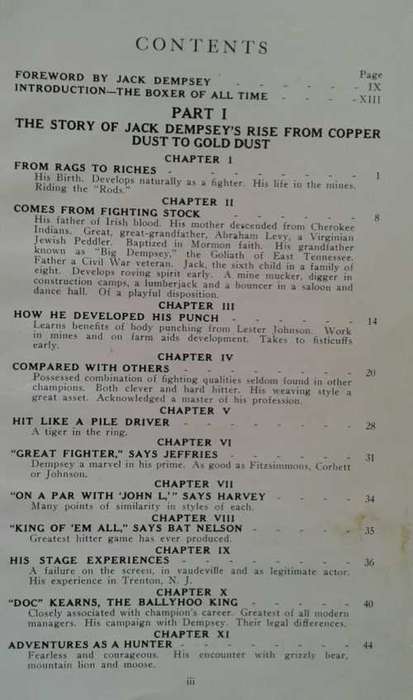 CONTENTS
Page
FOREWORD BY JACK DEMPSEY - - - - - IX
INTRODUCTION—THE BOXER OF ALL TIME - - - -XIII
PART I
THE STORY OF JACK DEMPSEY'S RISE FROM COPPER
DUST TO GOLD DUST
CHAPTER I
FROM RAGS TO RICHES - - - - - - - 1
His Birth. Develops naturally as a fighter. His life in the mines.
Riding the "Rods."
CHAPTER II
COMES FROM FIGHTING STOCK - - - - - - 8
His father of Irish blood. His mother descended from Cherokee
Indians. Great, great-grandfather, Abraham Levy, a Virginian
Jewish Peddler. Baptized in Mormon faith. His grandfather
known as "Big Dempsey," the Goliath of East Tennessee.
Father a Civil War veteran. Jack, the sixth child in a family of
eight. Develops roving spirit early. A mine mucker, digger in
construction camps, a lumberjack and a bouncer in a saloon and
dance hall. Of a playful disposition.
CHAPTER III
HOW HE DEVELOPED HIS PUNCH - - - - - 14
Learns benefits of body punching from Lester Johnson. Work
in mines and on farm aids development. Takes to fisticuffs
early.
CHAPTER IV
COMPARED WITH OTHERS - - - - - - - 20
Possessed combination of fighting qualities seldom found in other
champions. Both clever and hard hitter. His weaving style a
great asset. Acknowledged a master of his profession.
CHAPTER V
HIT LIKE A PILE DRIVER - - - - - - - 28
A tiger in the ring.
CHAPTER VI
"GREAT FIGHTER," SAYS JEFFRIES - - - - - 31
Dempsey a marvel in his prime. As good as Fitzsimmons, Corbett
or Johnson.
CHAPTER VII
"ON A PAR WITH 'JOHN L,'" SAYS HARVEY - - - - 34
Many points of similarity in styles of each.
CHAPTER VIII
"KING OF 'EM ALL," SAYS BAT NELSON - - - - 35
Greatest hitter game has ever produced.
CHAPTER IX
HIS STAGE EXPERIENCES - - - - - - - 36
A failure on the screen, in vaudeville and as legitimate actor.
His experience in Trenton, N. J.
CHAPTER X
"DOC" KEARNS, THE BALLYHOO KING - - - - - 40
Closely associated with champion's career. Greatest of all modern
managers. His campaign with Dempsey. Their legal differences.
CHAPTER XI
ADVENTURES AS A HUNTER - - - - - - 44
Fearless and courageous. His encounter with grizzly bear,
mountain lion and moose.
iii